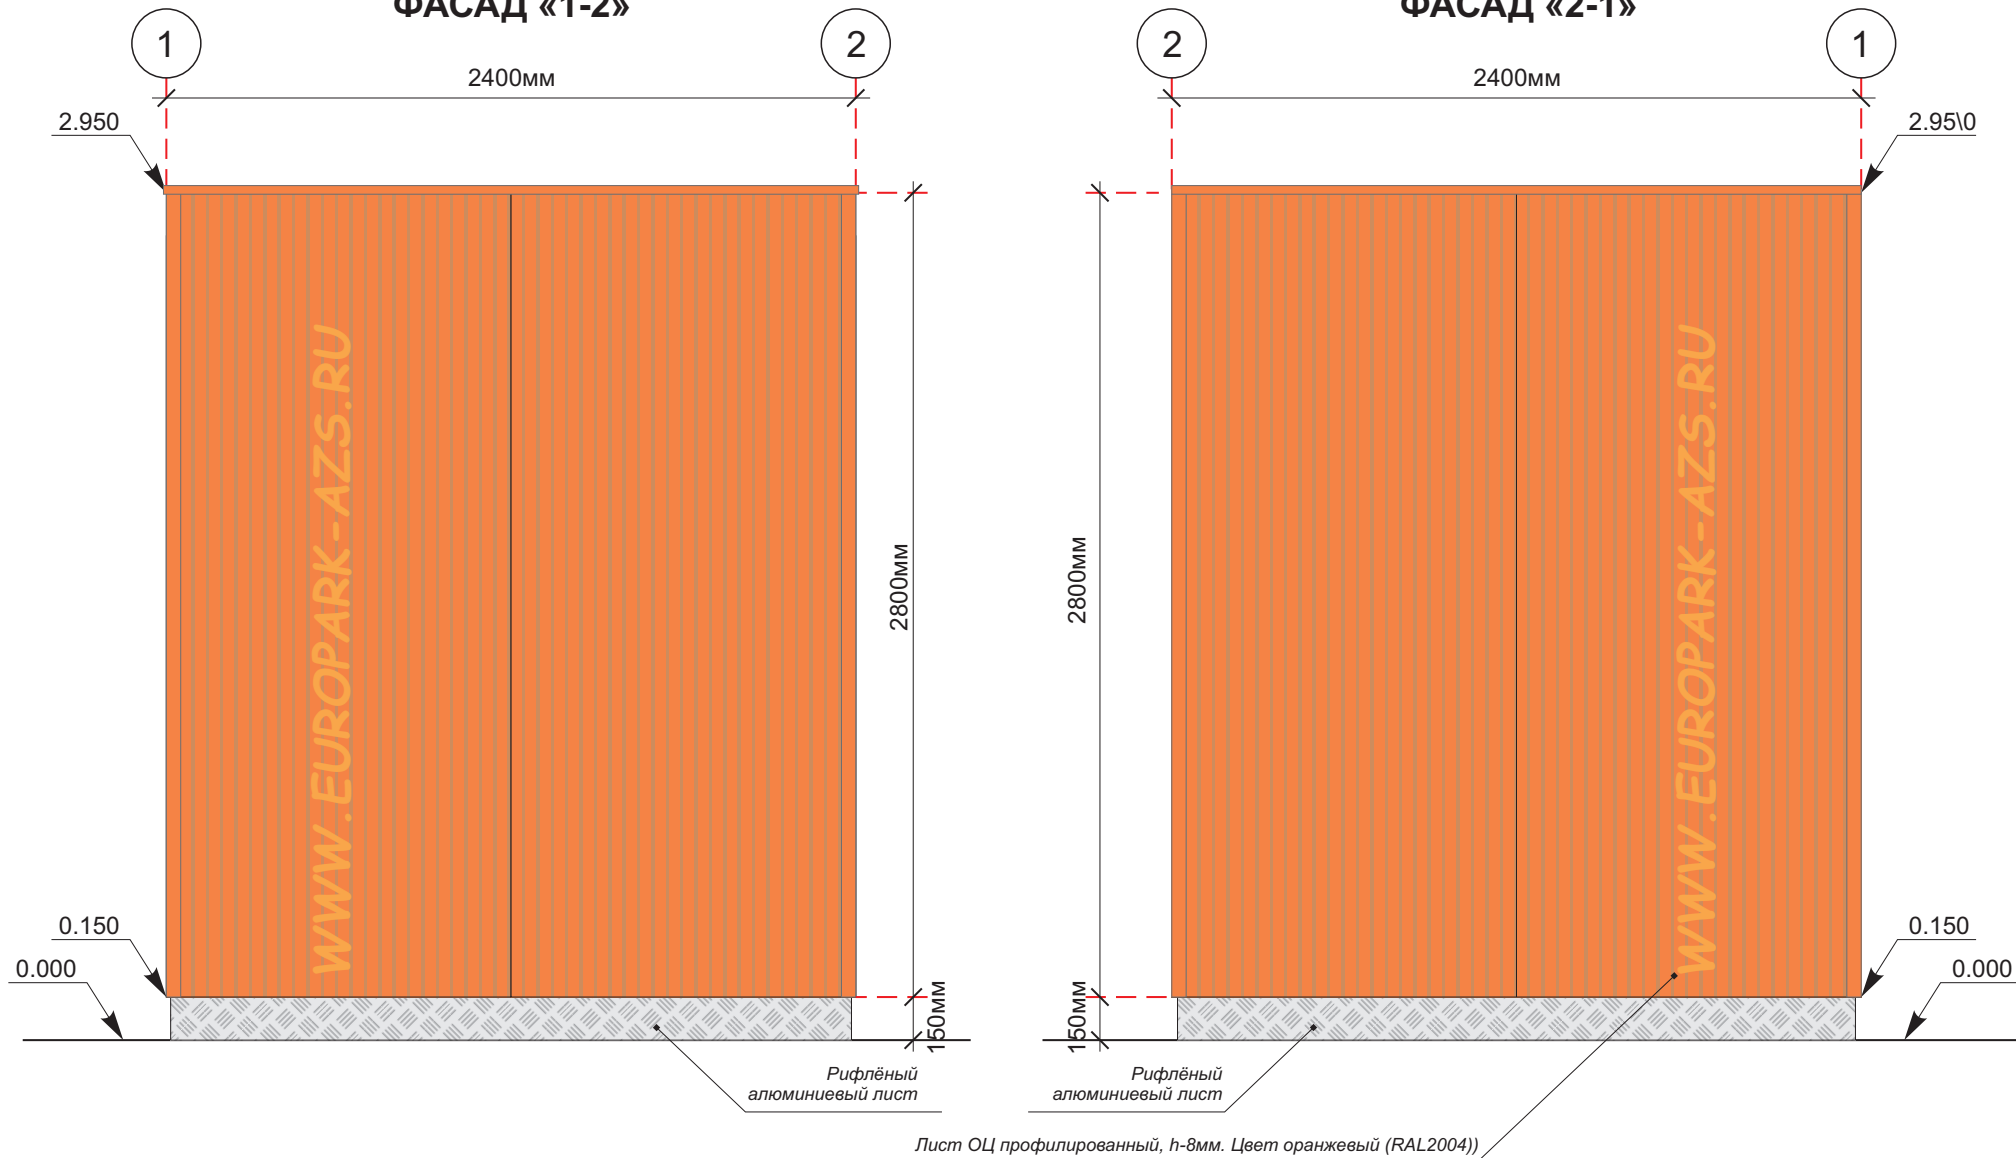 ФАСАД «1-2»
ФАСАД «2-1»
1
2
2
1
2400мм
2400мм
2.950
2.95\0
WWW.EUROPARK-AZS.RU
WWW.EUROPARK-AZS.RU
2800мм
2800мм
0.150
0.150
0.000
0.000
150мм
150мм
Рифлёный
алюминиевый лист
Рифлёный
алюминиевый лист
Лист ОЦ профилированный, h-8мм. Цвет оранжевый (RAL2004))